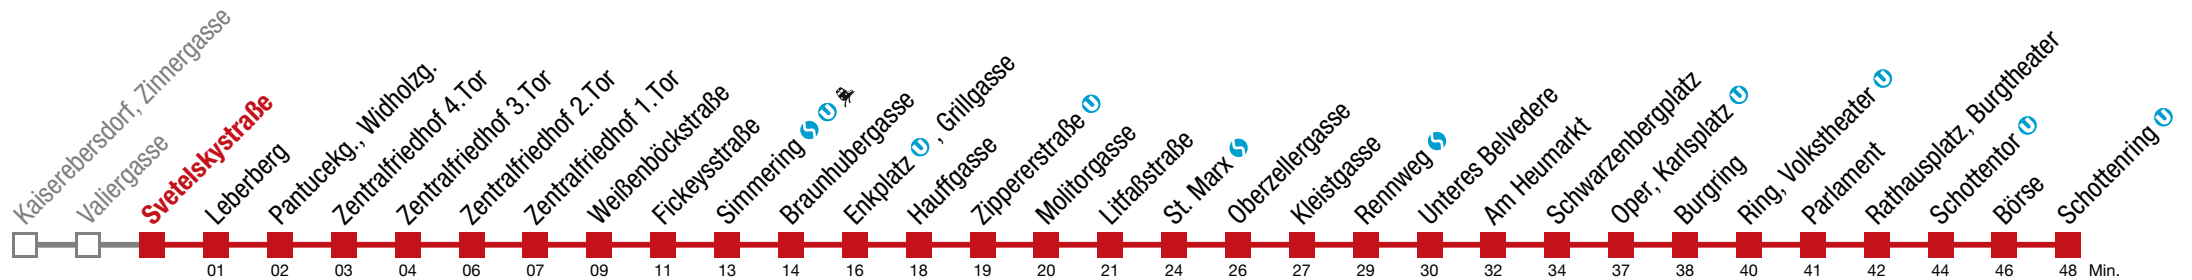 Kaiserebersdorf, Zinnergasse
Valiergasse
Svetelskystraße
Leberberg
Pantucekg., Widholzg.
Zentralfriedhof 4.Tor
Zentralfriedhof 3.Tor
Zentralfriedhof 2.Tor
Zentralfriedhof 1.Tor
Weißenböckstraße
Fickeysstraße
Simmering
Braunhubergasse
Enkplatz U , Grillgasse
Hauffgasse
Zippererstraße U
Molitorgasse
Litfaßstraße
St. Marx
Oberzellergasse
Kleistgasse
Rennweg
Unteres Belvedere
Am Heumarkt
Schwarzenbergplatz
Oper, Karlsplatz U
Burgring
Ring, Volkstheater U
Parlament
Rathausplatz, Burgtheater
Schottentor U
Börse
Schottenring U
01 02 03 04 06 07 09 11 13 14 16 18 19 20 21 24 26 27 29 30 32 34 37 38 40 41 42 44 46 48 Min.